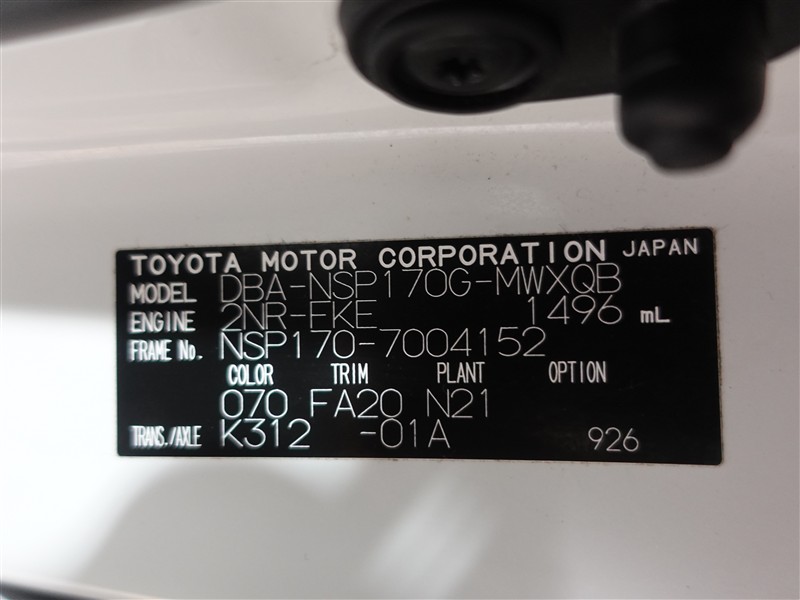 TOYOTA MOTOR CORPORATION JAPAN
MODEL DBA-NSP170G-MWXQB
ENGINE 2NR-FKE 1496 mL
FRAME No. NSP170-7004152
COLOR TRIM PLANT OPTION
070 FA20 N21
TRANS./AXLE K312 -01A 926